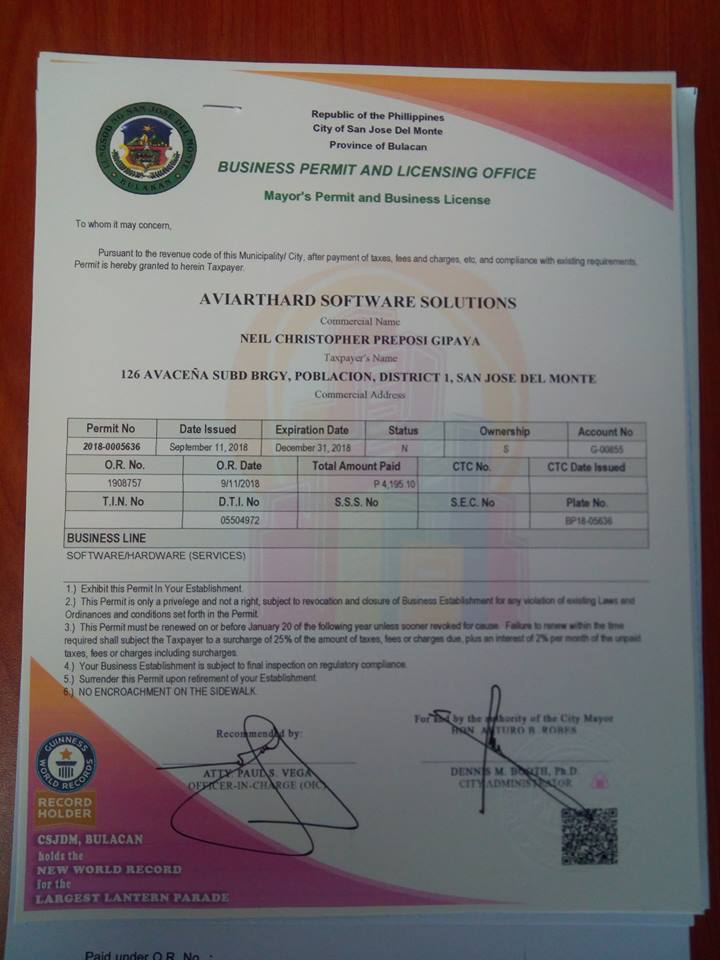 LUNGSOD NG SAN JOSE DEL MONTE
BULAKAN
Republic of the Phillippines
City of San Jose Del Monte
Province of Bulacan
BUSINESS PERMIT AND LICENSING OFFICE
Mayor's Permit and Business License
To whom it may concern,
Pursuant to the revenue code of this Municipality/ City, after payment of taxes, fees and charges, etc, and compliance with existing requirements,
Permit is hereby granted to herein Taxpayer.
AVIARTHARD SOFTWARE SOLUTIONS
Commercial Name
NEIL CHRISTOPHER PREPOSI GIPAYA
Taxpayer's Name
126 AVACEÑA SUBD BRGY, POBLACION, DISTRICT 1, SAN JOSE DEL MONTE
Commercial Address
Permit No Date Issued Expiration Date Status Ownership Account No
2018-0005636 September 11, 2018 December 31, 2018 N S G-00855
O.R. No. O.R. Date Total Amount Paid CTC No. CTC Date Issued
1908757 9/11/2018 P 4,195.10
T.I.N. No D.T.I. No S.S.S. No S.E.C. No Plate No.
05504972 BP18-05636
BUSINESS LINE
SOFTWARE/HARDWARE (SERVICES)
1.) Exhibit this Permit In Your Establishment.
2.) This Permit is only a privelege and not a right, subject to revocation and closure of Business Establishment for any violation of existing Laws and
Ordinances and conditions set forth in the Permit.
3.) This Permit must be renewed on or before January 20 of the following year unless sooner revoked for cause. Failure to renew within the time
required shall subject the Taxpayer to a surcharge of 25% of the amount of taxes, fees or charges due, plus an interest of 2% per month of the unpaid
taxes, fees or charges including surcharges.
4.) Your Business Establishment is subject to final inspection on regulatory compliance.
5.) Surrender this Permit upon retirement of your Establishment.
6.) NO ENCROACHMENT ON THE SIDEWALK.
Recommended by:
ATTY. PAUL S. VEGA
OFFICER-IN-CHARGE (OIC)
For and by the authority of the City Mayor
HON ARTURO B. ROBES
DENNIS M. BOOTH, Ph.D.
CITY ADMINISTRATOR
GUINNESS
WORLD RECORDS
RECORD
HOLDER
CSJDM, BULACAN
holds the
NEW WORLD RECORD
for the
LARGEST LANTERN PARADE
Paid under O.R. No. :